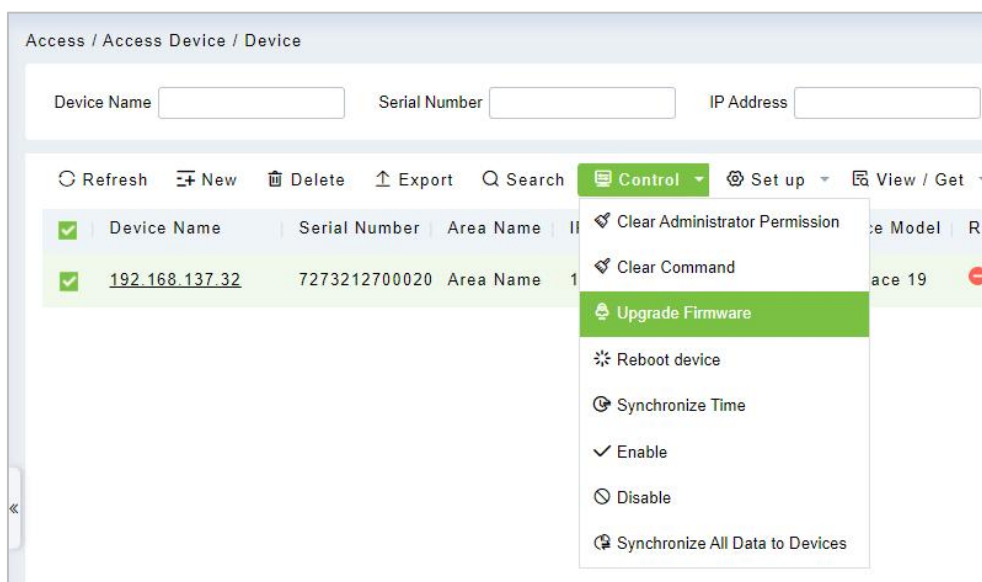 Access / Access Device / Device
Device Name Serial Number IP Address
Refresh New Delete Export Search Control Set up View / Get
Device Name Serial Number Area Name Model R
192.168.137.32 7273212700020 Area Name 1 19
Clear Administrator Permission
Clear Command
Upgrade Firmware
Reboot device
Synchronize Time
Enable
Disable
Synchronize All Data to Devices